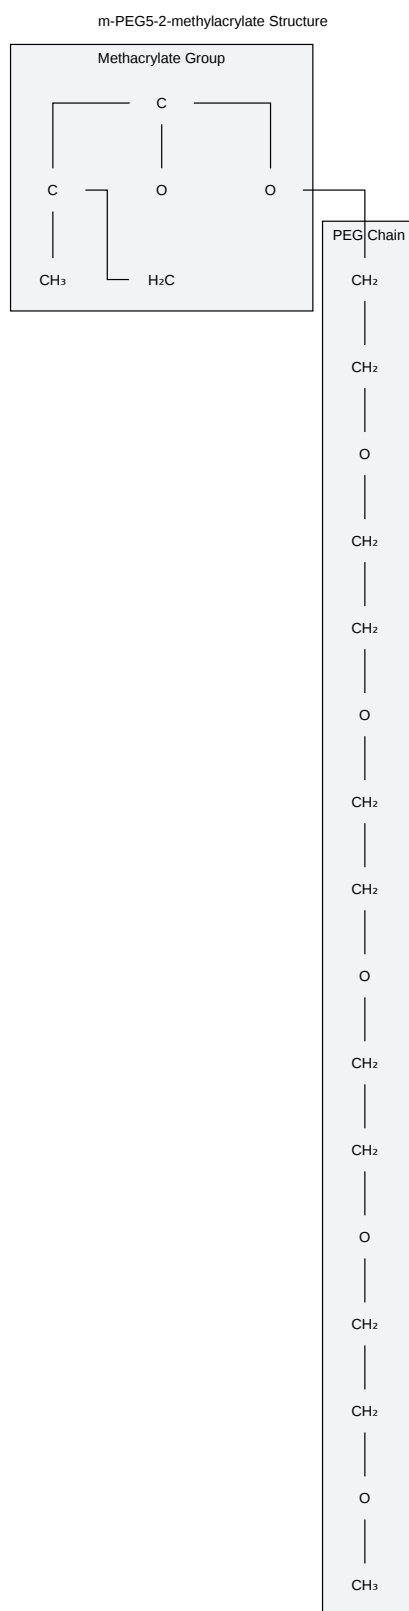 m-PEG5-2-methylacrylate Structure
Methacrylate Group
C
C
O
O
CH₃
H₂C
PEG Chain
CH₂
CH₂
O
CH₂
CH₂
O
CH₂
CH₂
O
CH₂
CH₂
O
CH₂
CH₂
O
CH₃